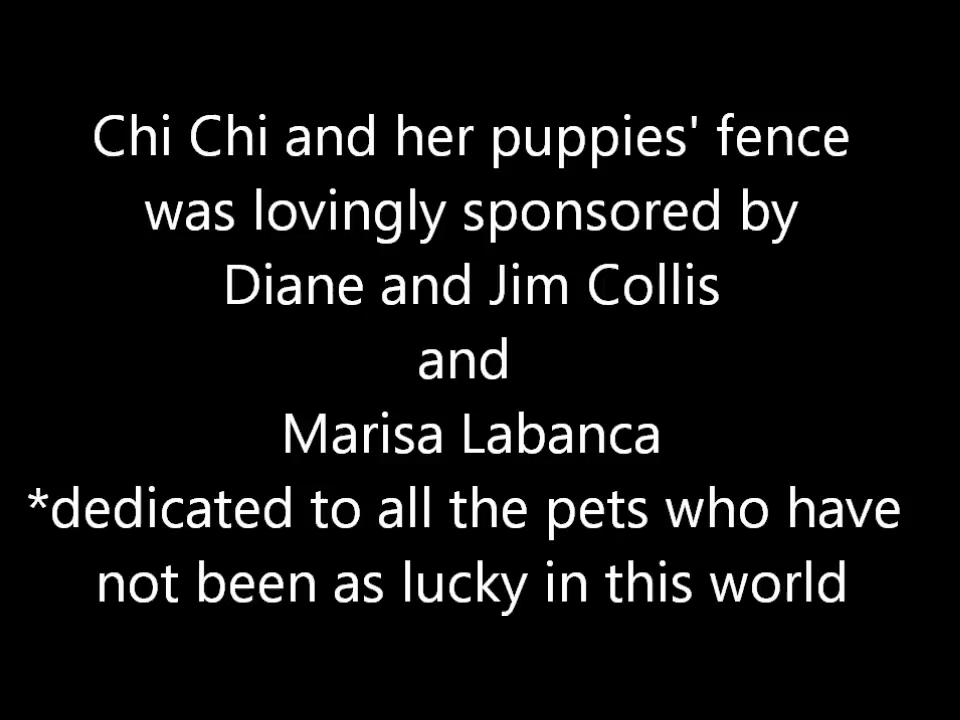 Chi Chi and her puppies' fence
was lovingly sponsored by
Diane and Jim Collis
and
Marisa Labanca
*dedicated to all the pets who have
not been as lucky in this world